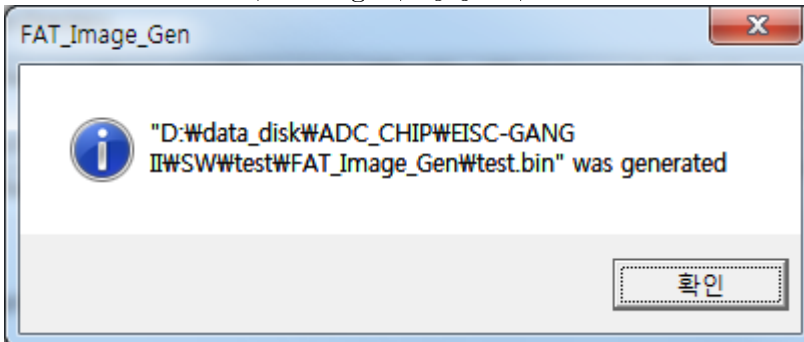 FAT_Image_Gen
"D:₩data_disk₩ADC_CHIP₩EISC-GANG
II₩SW₩test₩FAT_Image_Gen₩test.bin" was generated
확인